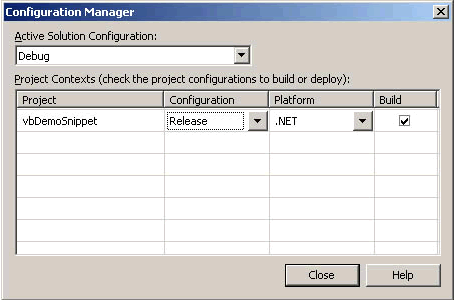 Configuration Manager
Active Solution Configuration:
Debug
Project Contexts (check the project configurations to build or deploy):
Project Configuration Platform Build
vbDemoSnippet Release .NET
Close Help